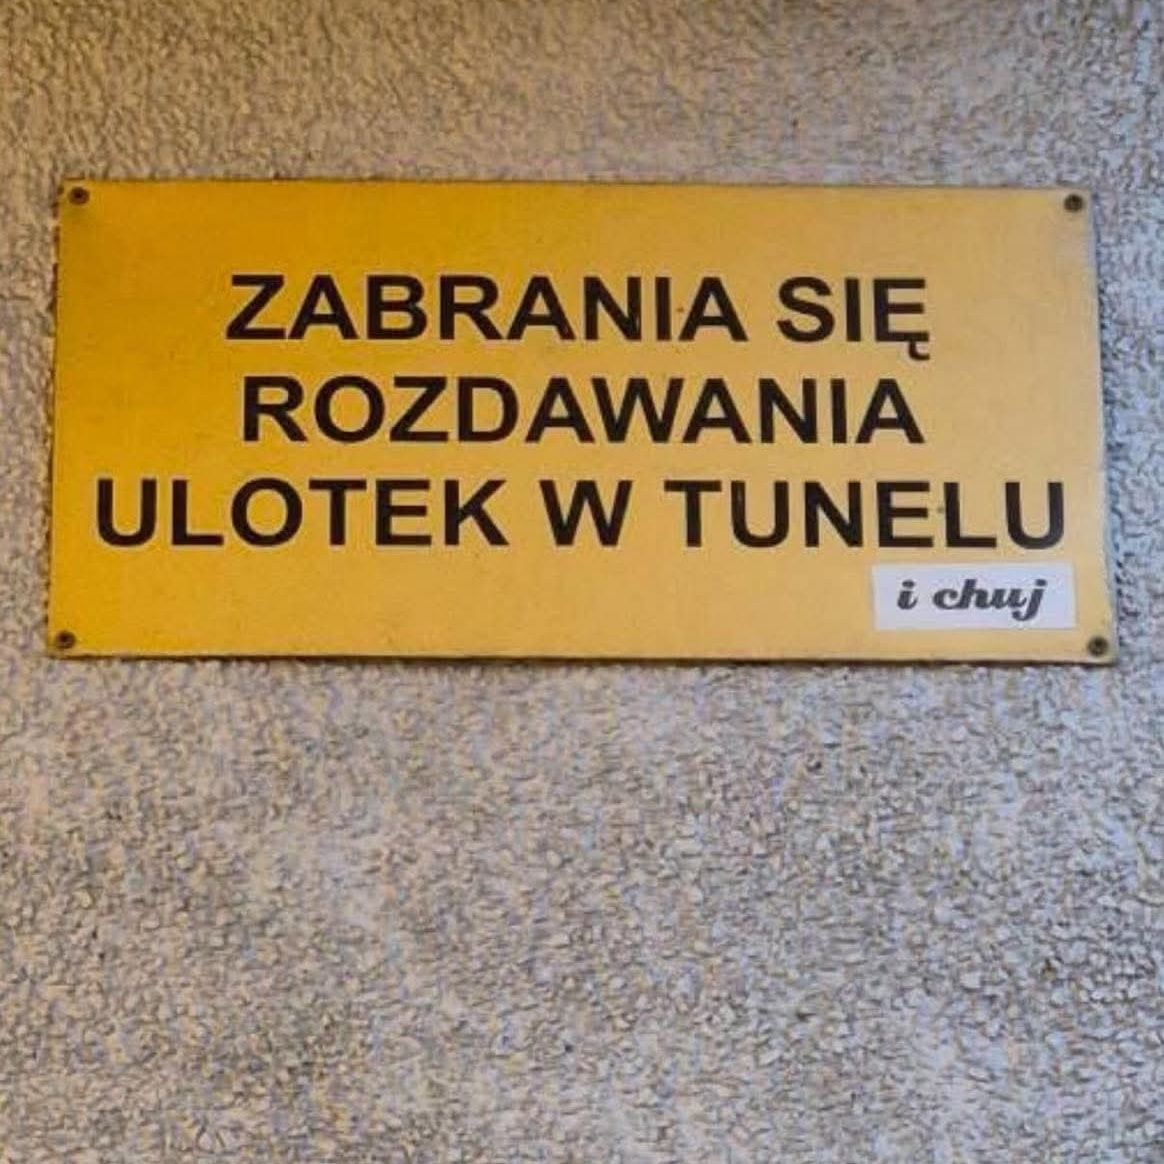 ZABRANIA SIĘ
ROZDAWANIA
ULOTEK W TUNELU
i chuj